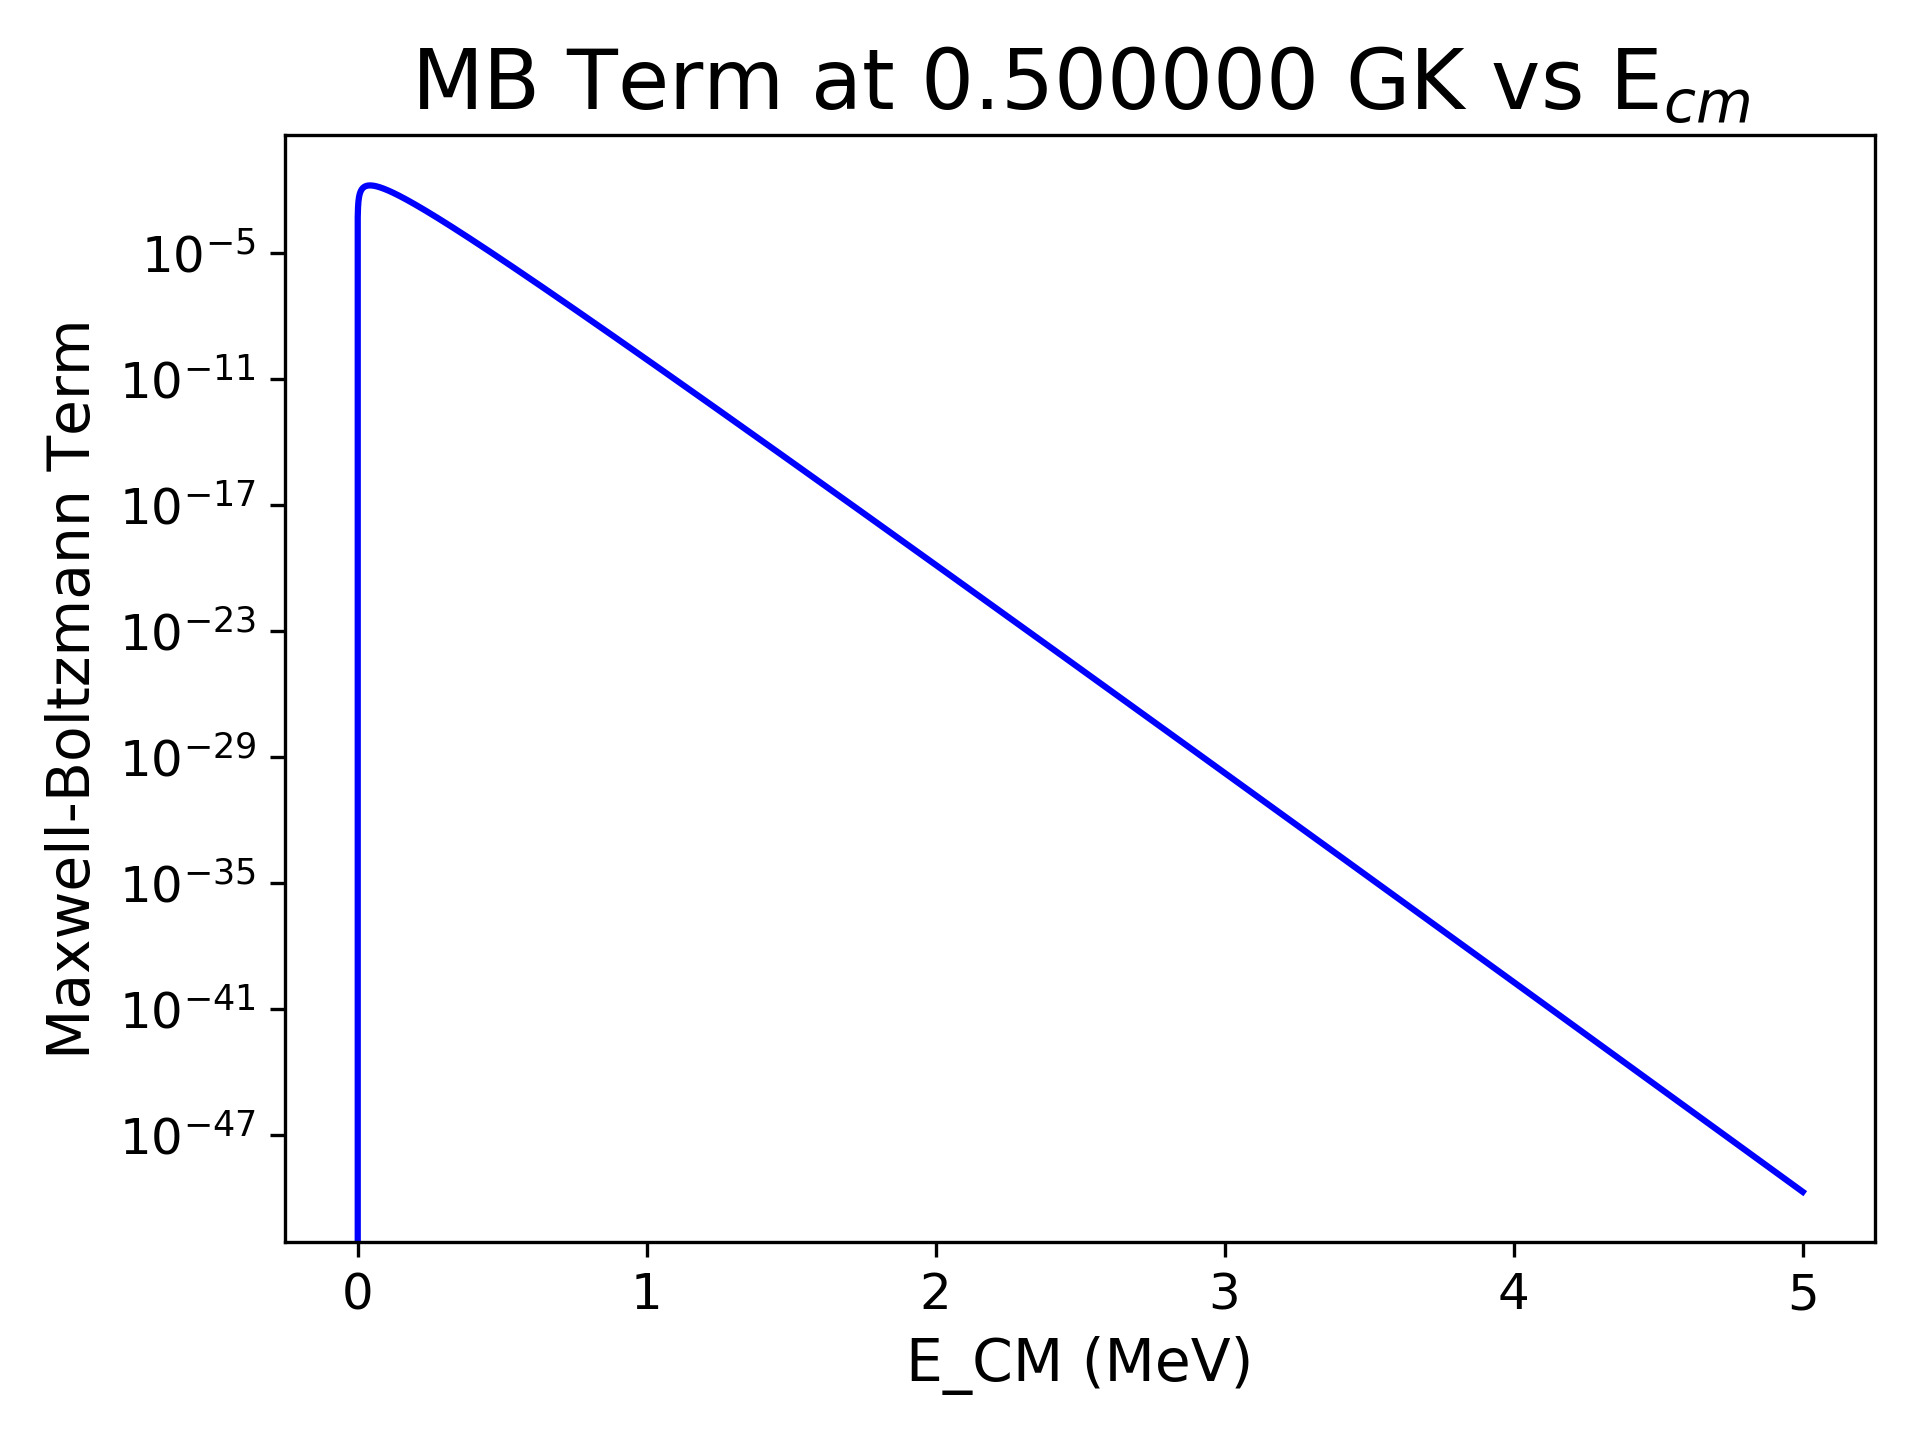 MB Term at 0.500000 GK vs E_{cm}
Maxwell-Boltzmann Term
10^{-5}
10^{-11}
10^{-17}
10^{-23}
10^{-29}
10^{-35}
10^{-41}
10^{-47}
0 1 2 3 4 5
E_CM (MeV)